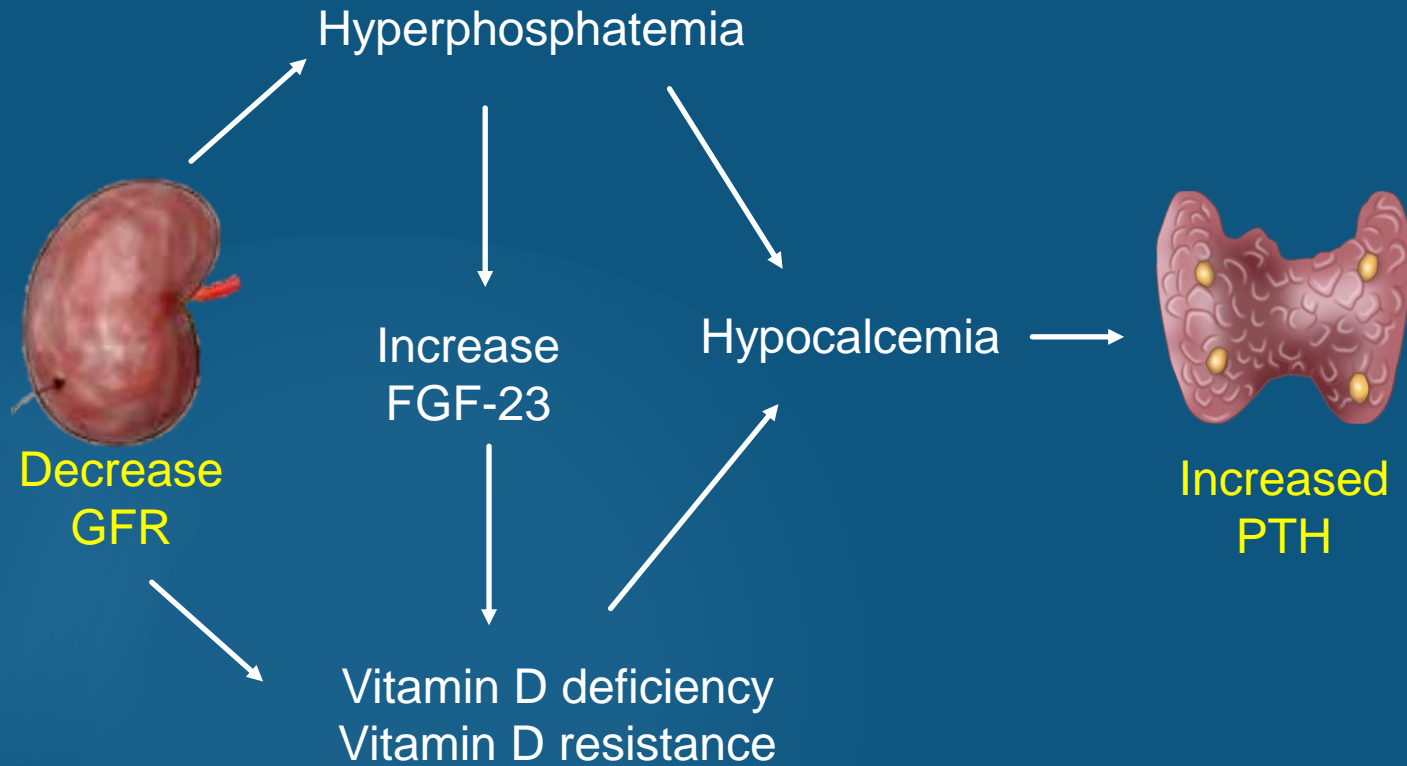 Hyperphosphatemia
Increase
FGF-23
Hypocalcemia
Decrease
GFR
Increased
PTH
Vitamin D deficiency
Vitamin D resistance